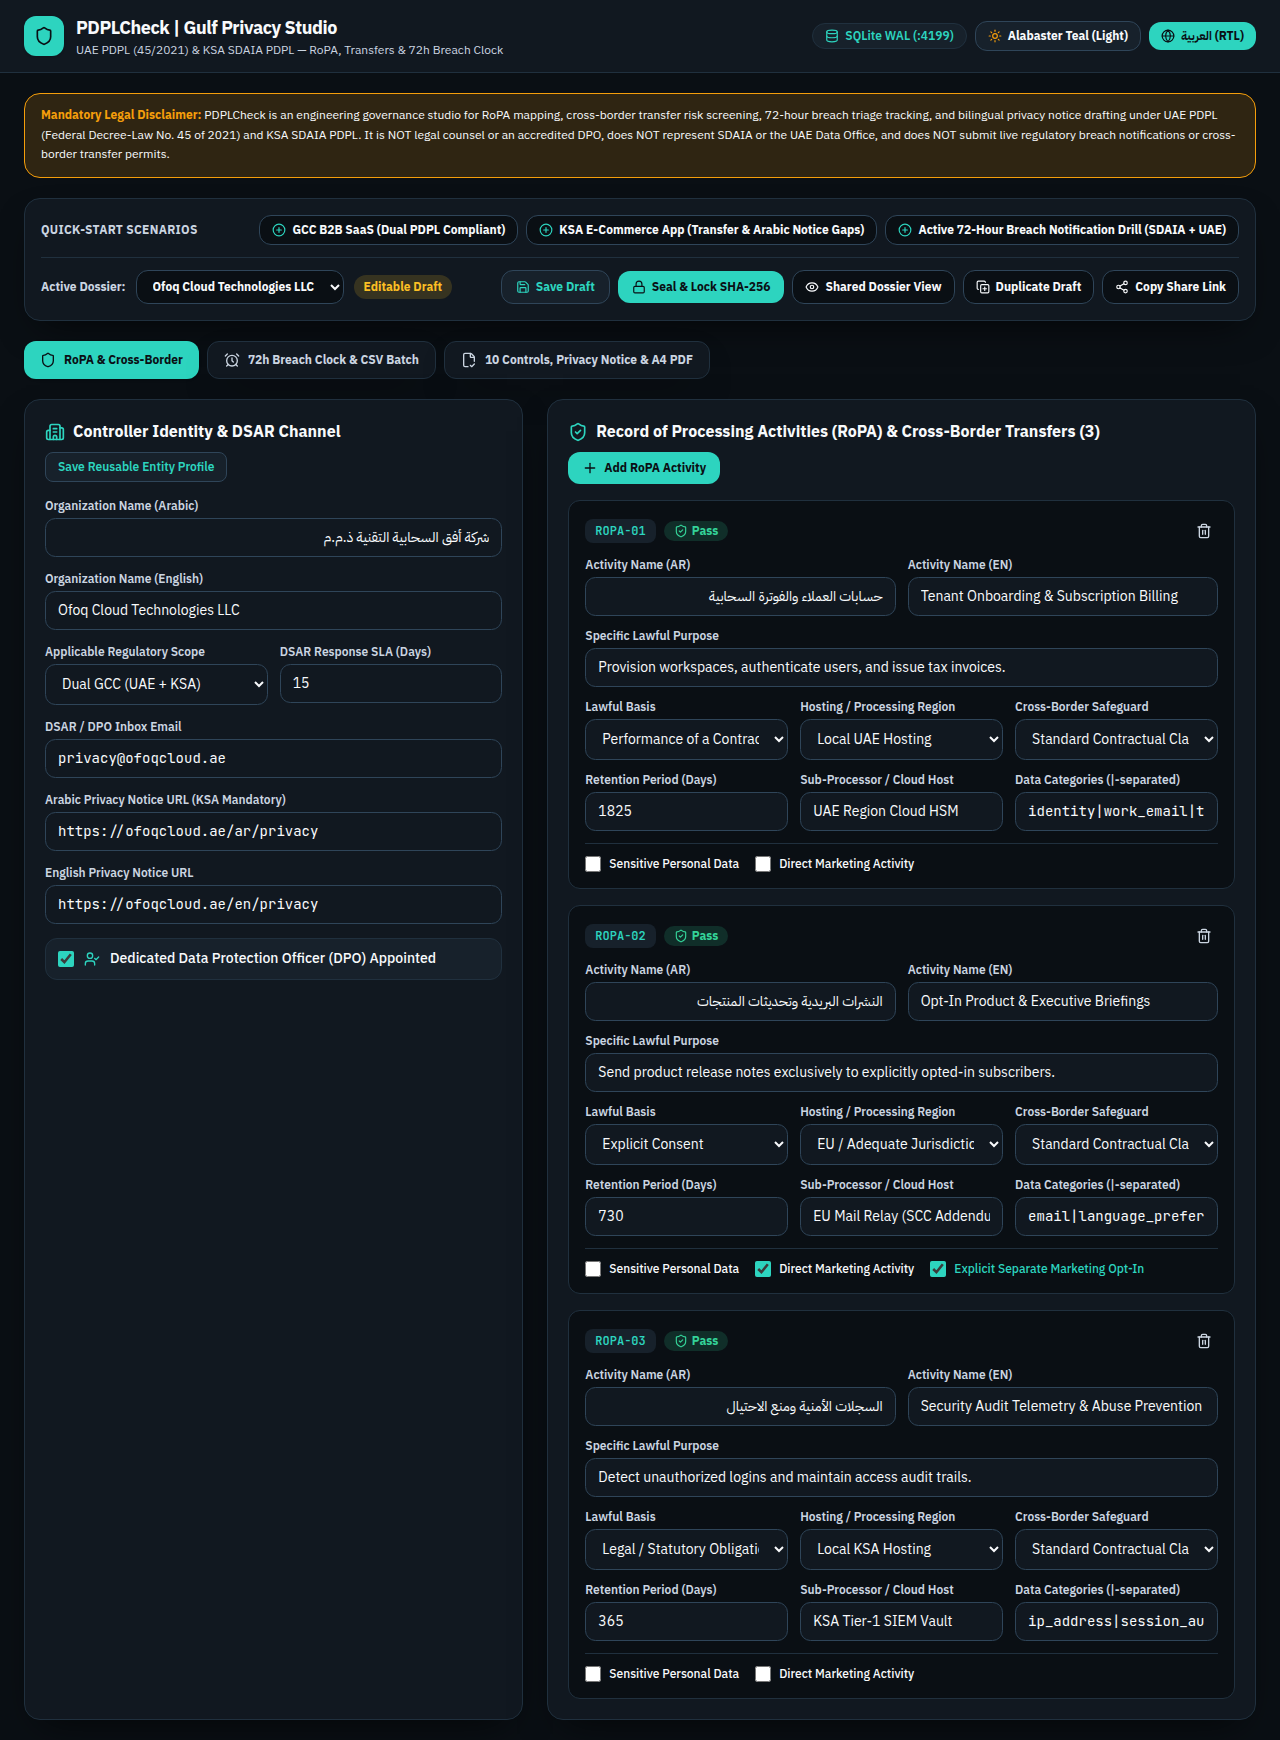 PDPLCheck | Gulf Privacy Studio
UAE PDPL (45/2021) & KSA SDAIA PDPL — RoPA, Transfers & 72h Breach Clock
SQLite WAL (:4199)
Alabaster Teal (Light)
العربية (RTL)
Mandatory Legal Disclaimer: PDPLCheck is an engineering governance studio for RoPA mapping, cross-border transfer risk screening, 72-hour breach triage tracking, and bilingual privacy notice drafting under UAE PDPL
(Federal Decree-Law No. 45 of 2021) and KSA SDAIA PDPL. It is NOT legal counsel or an accredited DPO, does NOT represent SDAIA or the UAE Data Office, and does NOT submit live regulatory breach notifications or cross-
border transfer permits.
QUICK-START SCENARIOS
GCC B2B SaaS (Dual PDPL Compliant)
KSA E-Commerce App (Transfer & Arabic Notice Gaps)
Active 72-Hour Breach Notification Drill (SDAIA + UAE)
Active Dossier:
Ofoq Cloud Technologies LLC
Editable Draft
Save Draft
Seal & Lock SHA-256
Shared Dossier View
Duplicate Draft
Copy Share Link
RoPA & Cross-Border
72h Breach Clock & CSV Batch
10 Controls, Privacy Notice & A4 PDF
Controller Identity & DSAR Channel
Save Reusable Entity Profile
Organization Name (Arabic)
شركة أفق السحابية التقنية ذ.م.م
Organization Name (English)
Ofoq Cloud Technologies LLC
Applicable Regulatory Scope
DSAR Response SLA (Days)
Dual GCC (UAE + KSA)
15
DSAR / DPO Inbox Email
privacy@ofoqcloud.ae
Arabic Privacy Notice URL (KSA Mandatory)
https://ofoqcloud.ae/ar/privacy
English Privacy Notice URL
https://ofoqcloud.ae/en/privacy
Dedicated Data Protection Officer (DPO) Appointed
Record of Processing Activities (RoPA) & Cross-Border Transfers (3)
Add RoPA Activity
ROPA-01
Pass
Activity Name (AR)
Activity Name (EN)
حسابات العملاء والفوترة السحابية
Tenant Onboarding & Subscription Billing
Specific Lawful Purpose
Provision workspaces, authenticate users, and issue tax invoices.
Lawful Basis
Hosting / Processing Region
Cross-Border Safeguard
Performance of a Contrac
Local UAE Hosting
Standard Contractual Cla
Retention Period (Days)
Sub-Processor / Cloud Host
Data Categories (|-separated)
1825
UAE Region Cloud HSM
identity|work_email|t
Sensitive Personal Data
Direct Marketing Activity
ROPA-02
Pass
Activity Name (AR)
Activity Name (EN)
النشرات البريدية وتحديثات المنتجات
Opt-In Product & Executive Briefings
Specific Lawful Purpose
Send product release notes exclusively to explicitly opted-in subscribers.
Lawful Basis
Hosting / Processing Region
Cross-Border Safeguard
Explicit Consent
EU / Adequate Jurisdictic
Standard Contractual Cla
Retention Period (Days)
Sub-Processor / Cloud Host
Data Categories (|-separated)
730
EU Mail Relay (SCC Addendu
email|language_prefer
Sensitive Personal Data
Direct Marketing Activity
Explicit Separate Marketing Opt-In
ROPA-03
Pass
Activity Name (AR)
Activity Name (EN)
السجلات الأمنية ومنع الاحتيال
Security Audit Telemetry & Abuse Prevention
Specific Lawful Purpose
Detect unauthorized logins and maintain access audit trails.
Lawful Basis
Hosting / Processing Region
Cross-Border Safeguard
Legal / Statutory Obligati
Local KSA Hosting
Standard Contractual Cla
Retention Period (Days)
Sub-Processor / Cloud Host
Data Categories (|-separated)
365
KSA Tier-1 SIEM Vault
ip_address|session_au
Sensitive Personal Data
Direct Marketing Activity